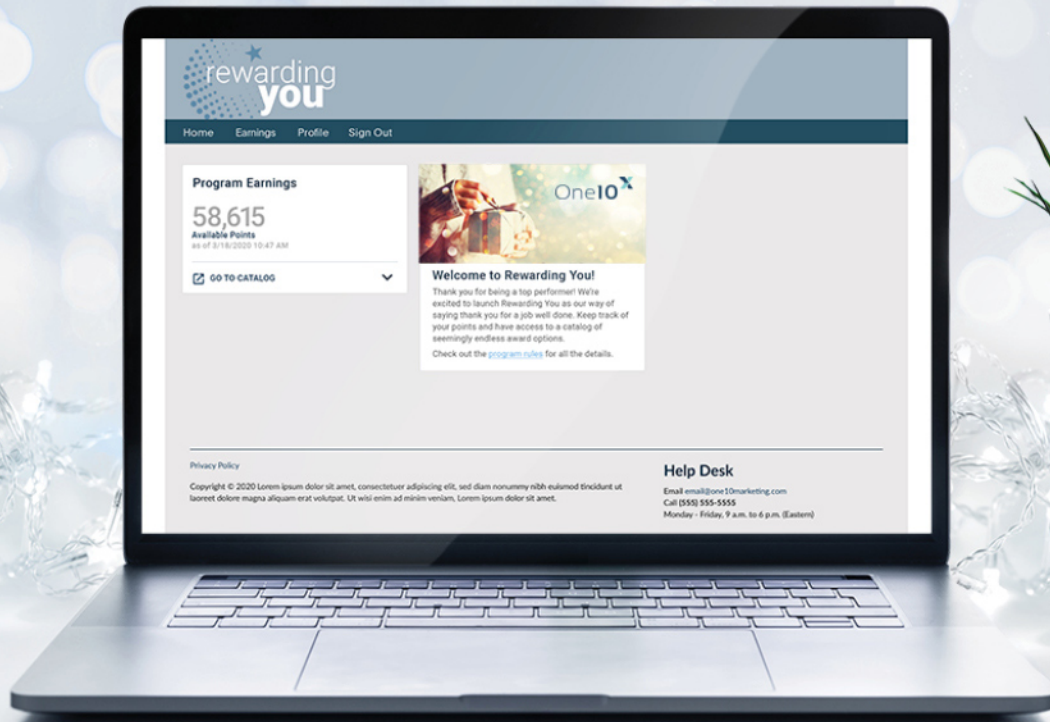 rewarding
you
Home Earnings Profile Sign Out
Program Earnings
58,615
Available Points
as of 3/18/2020 10:47 AM
GO TO CATALOG
One10
Welcome to Rewarding You!
Thank you for being a top performer! We're
excited to launch Rewarding You as our way of
saying thank you for a job well done. Keep track of
your points and have access to a catalog of
seemingly endless award options.
Check out the program rules for all the details.
Privacy Policy
Copyright © 2020 Lorem ipsum dolor sit amet, consectetuer adipiscing elit, sed diam nonummy nibh euismod tincidunt ut
laoreet dolore magna aliquam erat volutpat. Ut wisi enim ad minim veniam, Lorem ipsum dolor sit amet.
Help Desk
Email email@one10marketing.com
Call (555) 555-5555
Monday - Friday, 9 a.m. to 6 p.m. (Eastern)